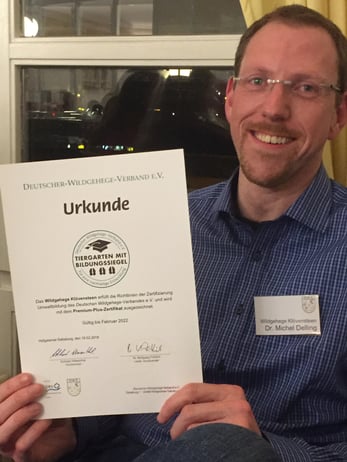 DEUTSCHER-WILDGEHEGE-VERBAND E.V.
Urkunde
TIERGARTEN MIT
BILDUNGSSIEGEL
Das Wildgehege Klövensteen erfüllt die Richtlinien der Zertifizierung
Umweltbildung des Deutschen Wildgehege-Verbandes e.V. und wird
mit dem Premium-Plus-Zertifikat ausgezeichnet.
Gültig bis Februar 2022
Wildgehege Klövensteen
Dr. Michel Delling